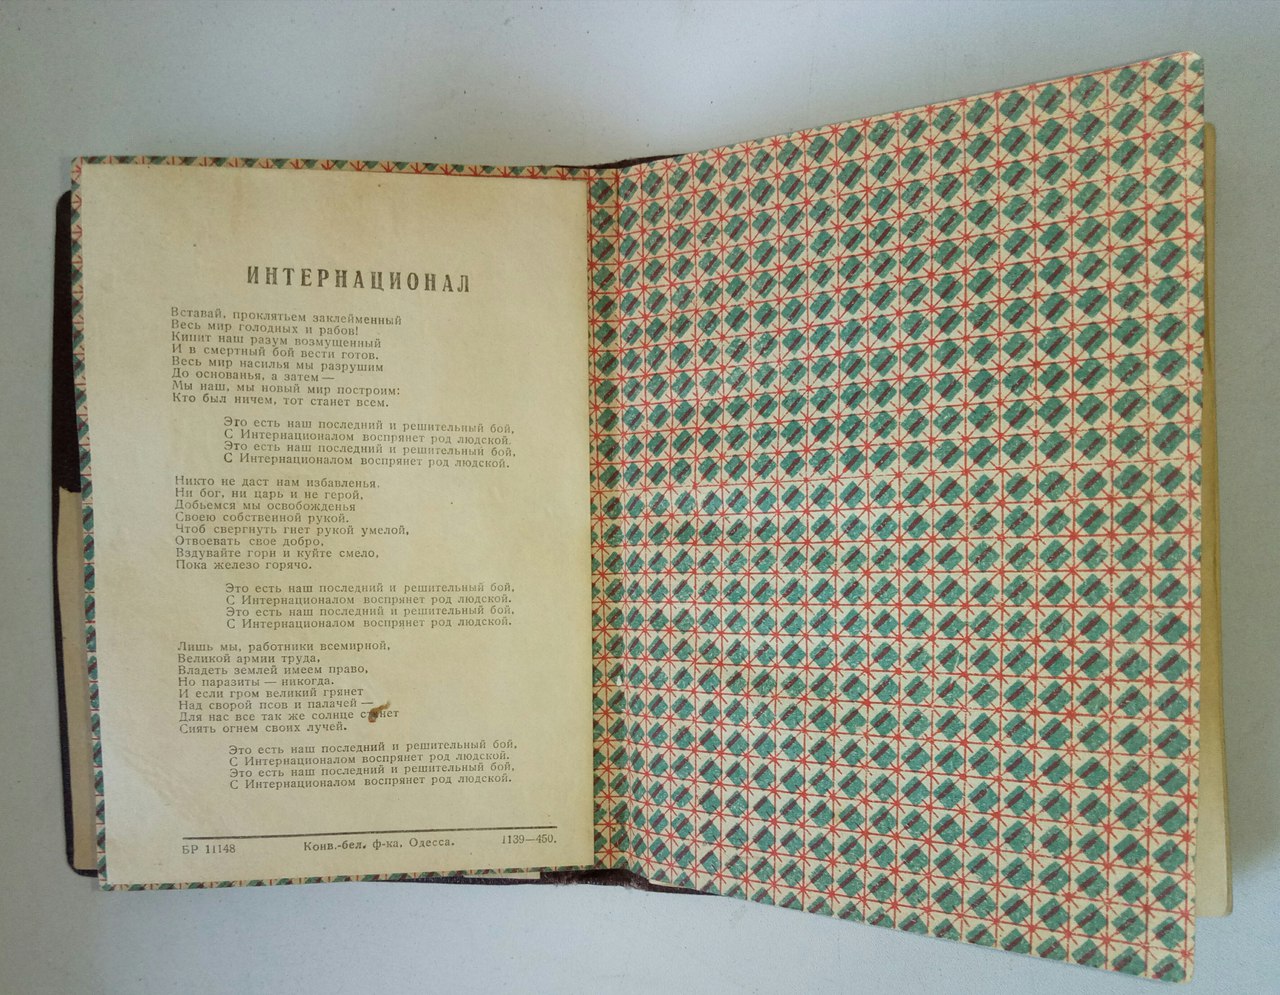 ИНТЕРНАЦИОНАЛ
Вставай, проклятьем заклейменный
Весь мир голодных и рабов!
Кипит наш разум возмущенный
И в смертный бой вести готов.
Весь мир насилья мы разрушим
До основанья, а затем —
Мы наш, мы новый мир построим:
Кто был ничем, тот станет всем.
Это есть наш последний и решительный бой,
С Интернационалом воспрянет род людской.
Это есть наш последний и решительный бой,
С Интернационалом воспрянет род людской.
Никто не даст нам избавленья,
Ни бог, ни царь и не герой,
Добьемся мы освобожденья
Своею собственной рукой.
Чтоб свергнуть гнет рукой умелой,
Отвоевать свое добро,
Вздувайте горн и куйте смело,
Пока железо горячо.
Это есть наш последний и решительный бой,
С Интернационалом воспрянет род людской.
Это есть наш последний и решительный бой,
С Интернационалом воспрянет род людской.
Лишь мы, работники всемирной,
Великой армии труда,
Владеть землей имеем право,
Но паразиты — никогда.
И если гром великий грянет
Над сворой псов и палачей —
Для нас все так же солнце станет
Сиять огнем своих лучей.
Это есть наш последний и решительный бой,
С Интернационалом воспрянет род людской.
Это есть наш последний и решительный бой,
С Интернационалом воспрянет род людской.
БР 11148 Конв.-бел. ф-ка, Одесса. 1139—450.